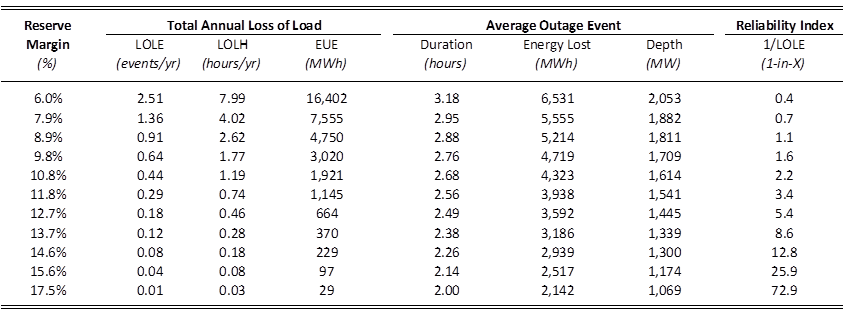 Reserve Total Annual Loss of Load Average Outage Event Reliability Index
Margin LOLE LOLH EUE Duration Energy Lost Depth 1/LOLE
(%) (events/yr) (hours/yr) (MWh) (hours) (MWh) (MW) (1-in-X)
6.0% 2.51 7.99 16,402 3.18 6,531 2,053 0.4
7.9% 1.36 4.02 7,555 2.95 5,555 1,882 0.7
8.9% 0.91 2.62 4,750 2.88 5,214 1,811 1.1
9.8% 0.64 1.77 3,020 2.76 4,719 1,709 1.6
10.8% 0.44 1.19 1,921 2.68 4,323 1,614 2.2
11.8% 0.29 0.74 1,145 2.56 3,938 1,541 3.4
12.7% 0.18 0.46 664 2.49 3,592 1,445 5.4
13.7% 0.12 0.28 370 2.38 3,186 1,339 8.6
14.6% 0.08 0.18 229 2.26 2,939 1,300 12.8
15.6% 0.04 0.08 97 2.14 2,517 1,174 25.9
17.5% 0.01 0.03 29 2.00 2,142 1,069 72.9